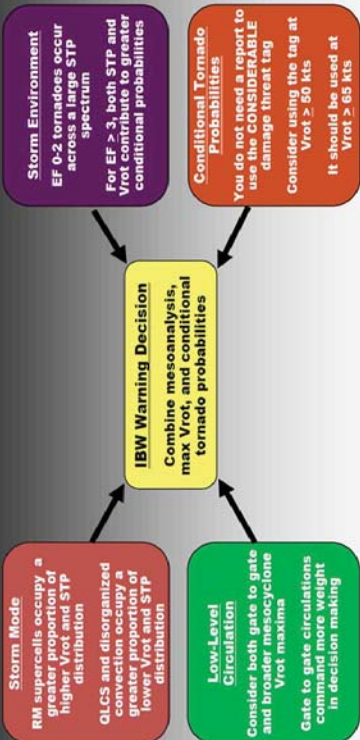 Storm Mode
RM supercells occupy a
greater proportion of
higher Vrot and STP
distribution
QLCS and disorganized
convection occupy a
greater proportion of
lower Vrot and STP
distribution
Storm Environment
EF 0-2 tornadoes occur
across a large STP
spectrum
For EF > 3, both STP and
Vrot contribute to greater
conditional probabilities
IBW Warning Decision
Combine mesoanalysis,
max Vrot, and conditional
tornado probabilities
Low-Level
Circulation
Consider both gate to gate
and broader mesocyclone
Vrot maxima
Gate to gate circulations
command more weight
in decision making
Conditional Tornado
Probabilities
You do not need a report to
use the CONSIDERABLE
damage threat tag
Consider using the tag at
Vrot ≥ 50 kts
It should be used at
Vrot ≥ 65 kts